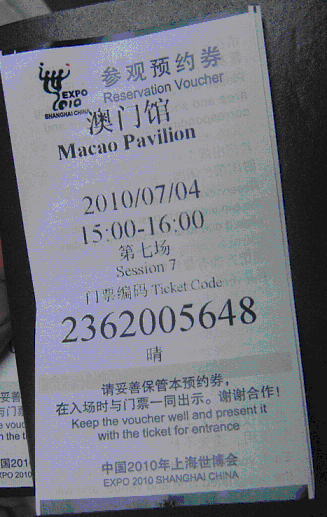 EXPO
2010
SHANGHAI CHINA
参观预约券
Reservation Voucher
澳门馆
Macao Pavilion
2010/07/04
15:00-16:00
第七场
Session 7
门票编码 Ticket Code
2362005648
晴
请妥善保管本预约券，
在入场时与门票一同出示。谢谢合作！
Keep the voucher well and present it
with the ticket for entrance
中国2010年上海世博会
EXPO 2010 SHANGHAI CHINA